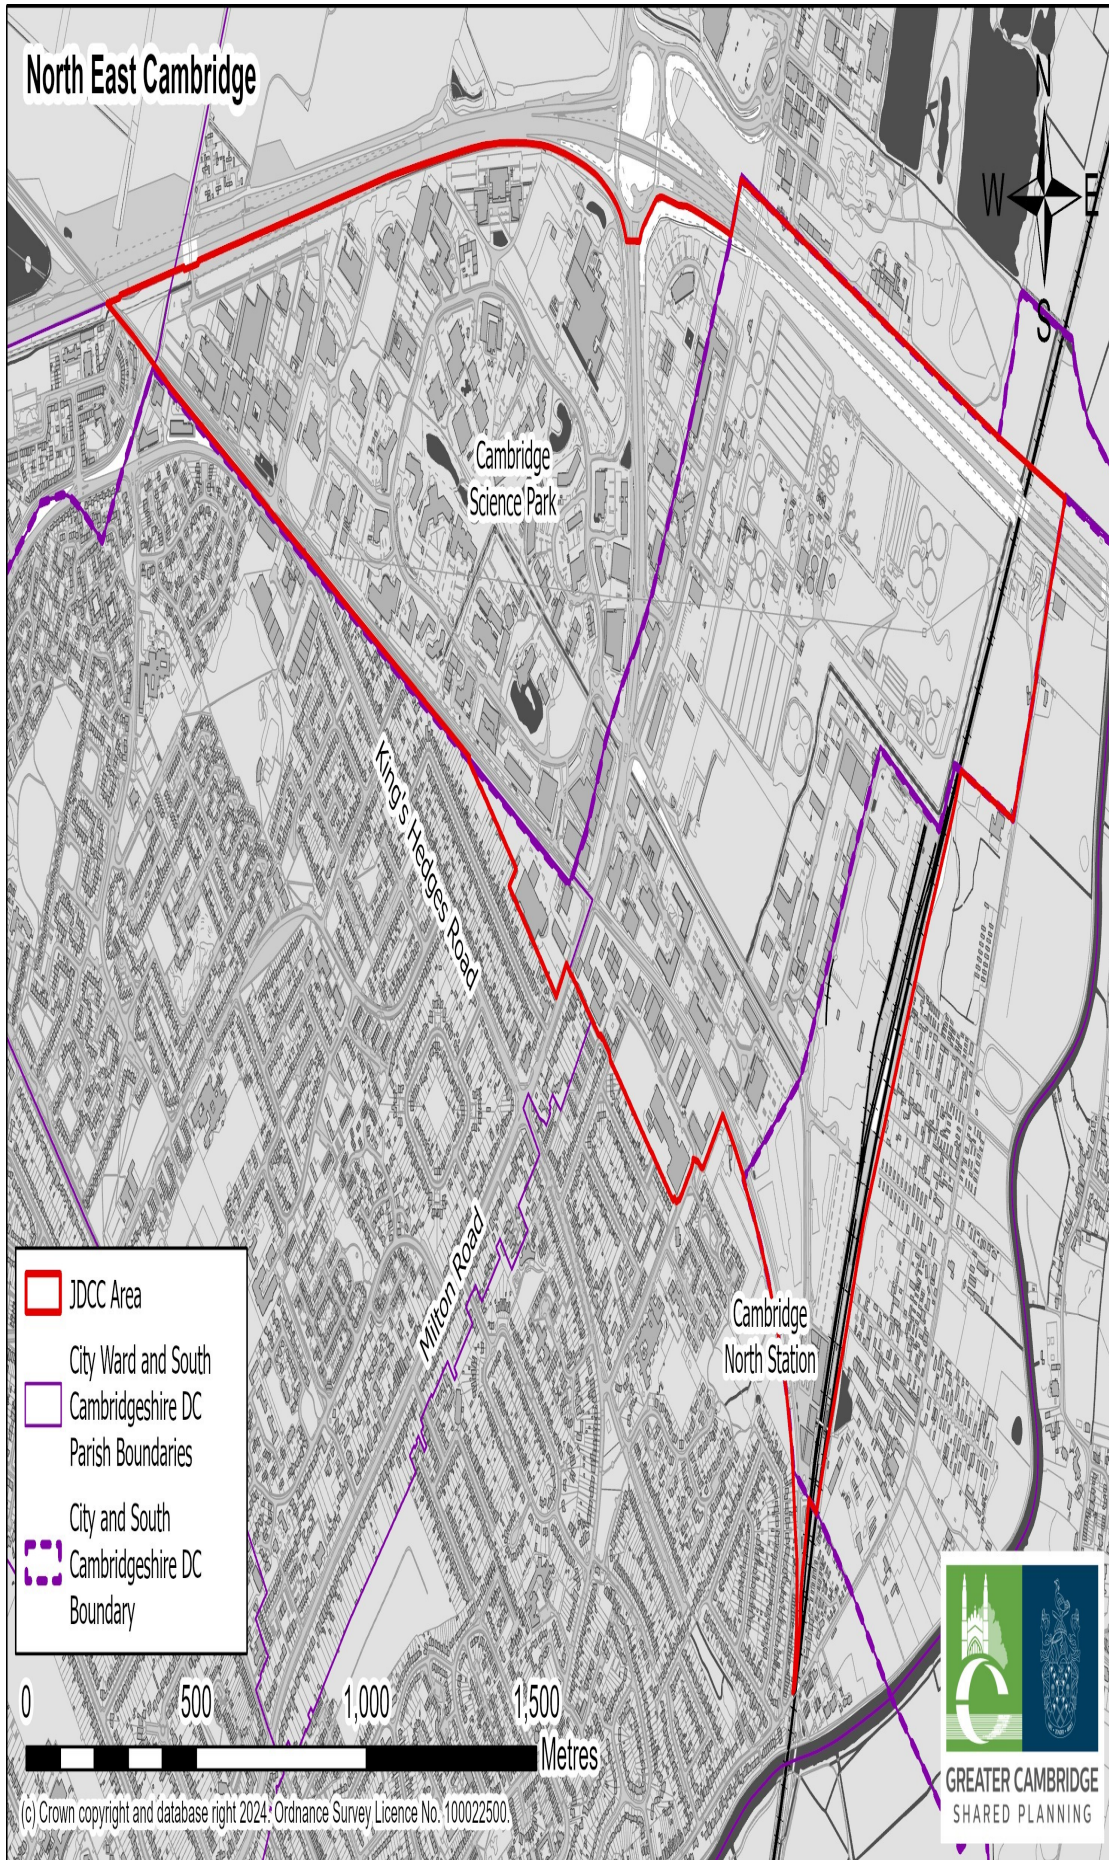 North East Cambridge
N
W
E
S
Cambridge
Science Park
King's Hedges Road
Milton Road
Cambridge
North Station
JDCC Area
City Ward and South
Cambridgeshire DC
Parish Boundaries
City and South
Cambridgeshire DC
Boundary
0 500 1,000 1,500
Metres
(c) Crown copyright and database right 2024. Ordnance Survey Licence No. 100022500.
GREATER CAMBRIDGE
SHARED PLANNING